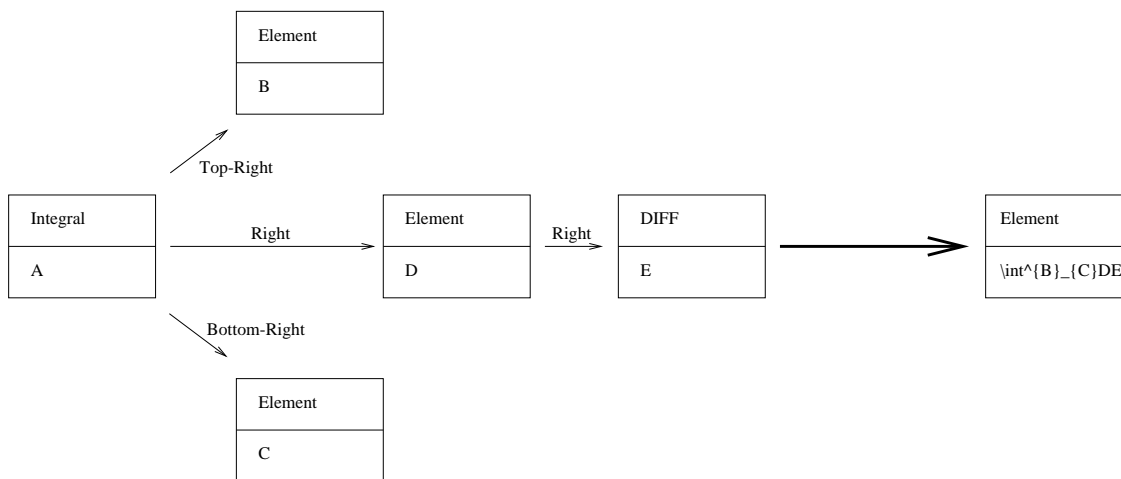 Element
B
Top-Right
Integral
A
Right
Element
D
Right
DIFF
E
Element
\int^{B}_{C}DE
Bottom-Right
Element
C